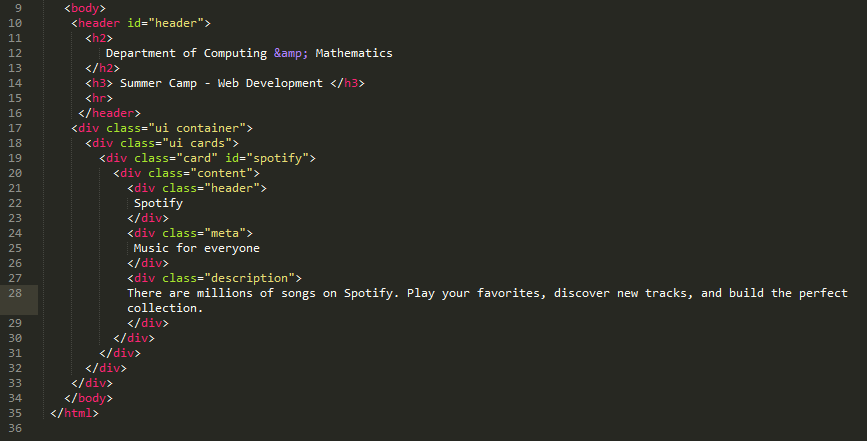 9 <body>
10 <header id="header">
11 <h2>
12 Department of Computing &amp; Mathematics
13 </h2>
14 <h3> Summer Camp - Web Development </h3>
15 <hr>
16 </header>
17 <div class="ui container">
18 <div class="ui cards">
19 <div class="card" id="spotify">
20 <div class="content">
21 <div class="header">
22 Spotify
23 </div>
24 <div class="meta">
25 Music for everyone
26 </div>
27 <div class="description">
28 There are millions of songs on Spotify. Play your favorites, discover new tracks, and build the perfect
collection.
29 </div>
30 </div>
31 </div>
32 </div>
33 </div>
34 </body>
35 </html>
36